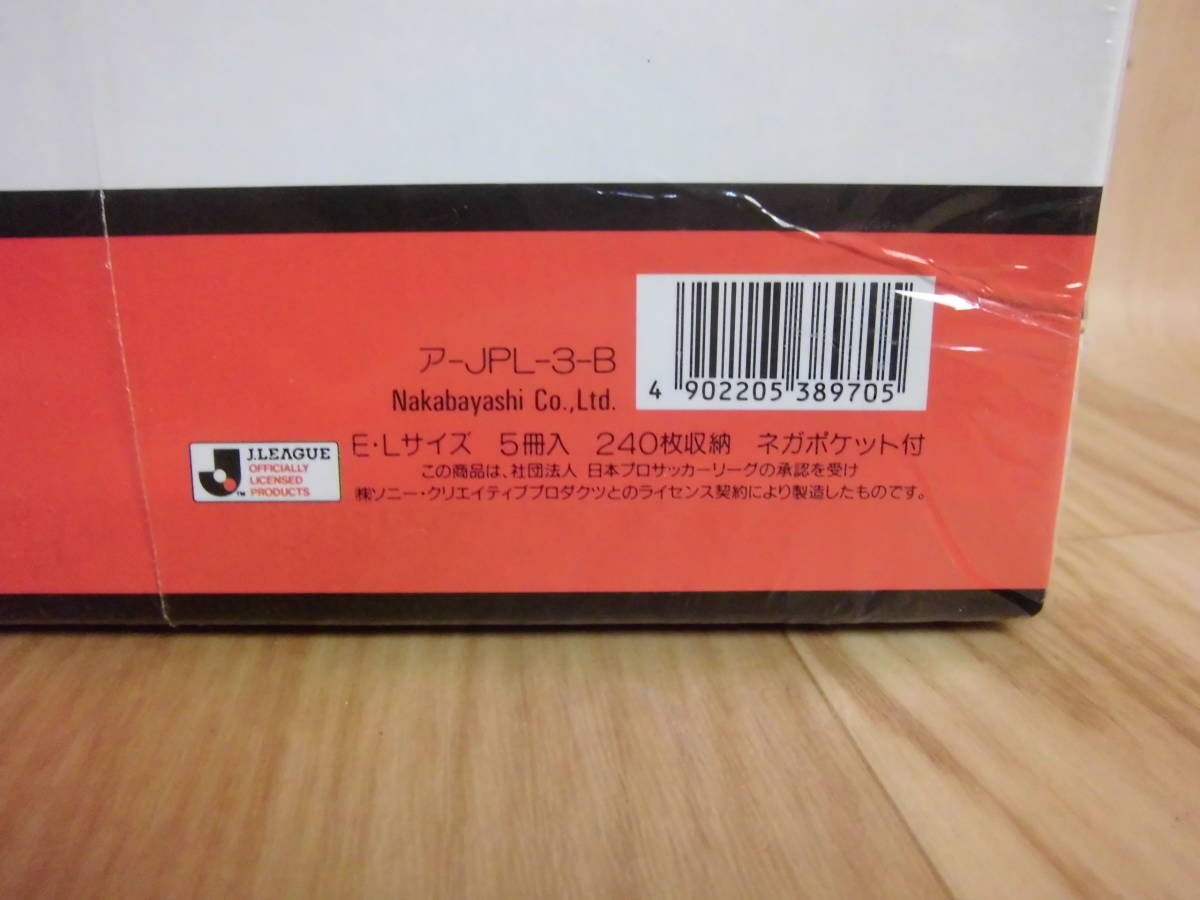 ア-JPL-3-B
Nakabayashi Co.,Ltd.
4 902205 389705
E・Lサイズ 5冊入 240枚収納 ネガポケット付
この商品は、社団法人 日本プロサッカーリーグの承認を受け
㈱ソニー・クリエイティブプロダクツとのライセンス契約により製造したものです。
J.LEAGUE
OFFICIALLY
LICENSED
PRODUCTS
TM